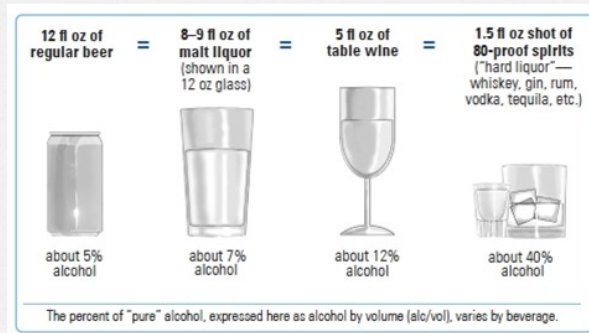 12 fl oz of
regular beer
=
8–9 fl oz of
malt liquor
(shown in a
12 oz glass)
=
5 fl oz of
table wine
=
1.5 fl oz shot of
80-proof spirits
("hard liquor"—
whiskey, gin, rum,
vodka, tequila, etc.)
about 5%
alcohol
about 7%
alcohol
about 12%
alcohol
about 40%
alcohol
The percent of "pure" alcohol, expressed here as alcohol by volume (alc/vol), varies by beverage.